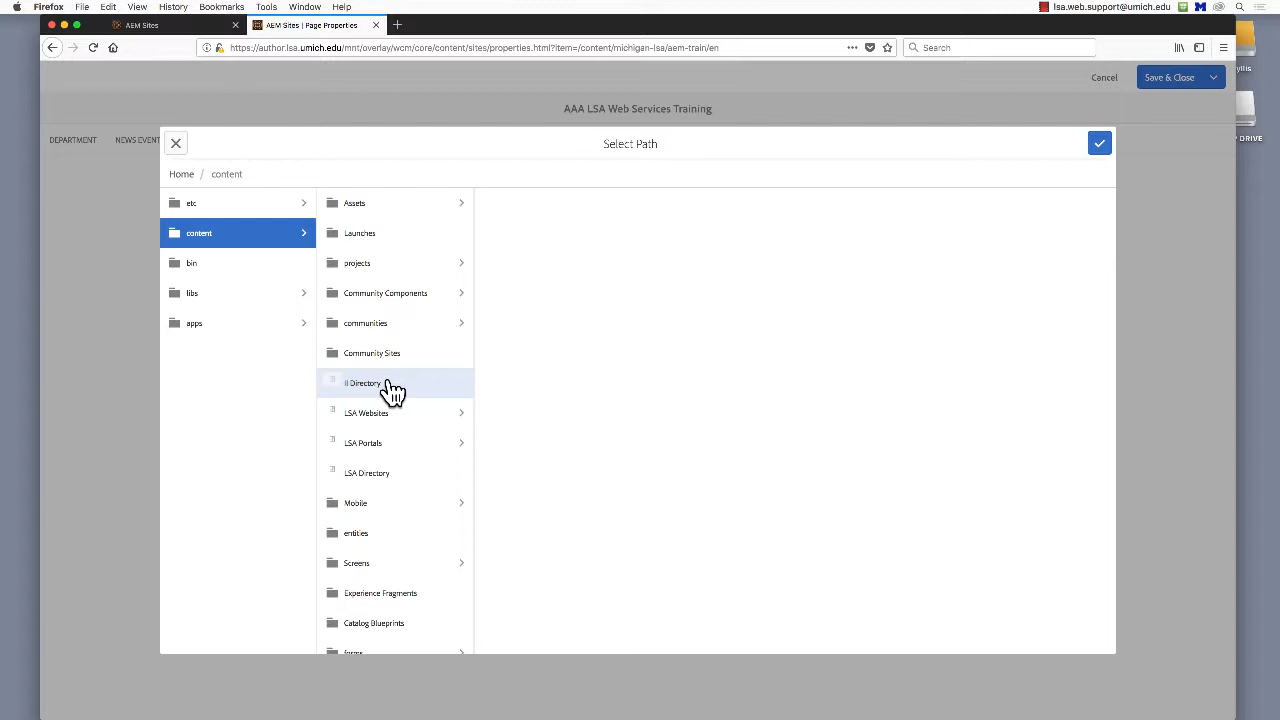 Firefox File Edit View History Bookmarks Tools Window Help lsa.web.support@umich.edu
AEM Sites AEM Sites | Page Properties
https://author.lsa.umich.edu/mnt/overlay/wcm/core/content/sites/properties.html?item=/content/michigan-lsa/aem-train/en Search
yllis
Cancel Save & Close
AAA LSA Web Services Training
DEPARTMENT NEWS EVENT
DRIVE
Select Path
Home / content
etc
content
bin
libs
apps
Assets
Launches
projects
Community Components
communities
Community Sites
II Directory
LSA Websites
LSA Portals
LSA Directory
Mobile
entities
Screens
Experience Fragments
Catalog Blueprints
forms